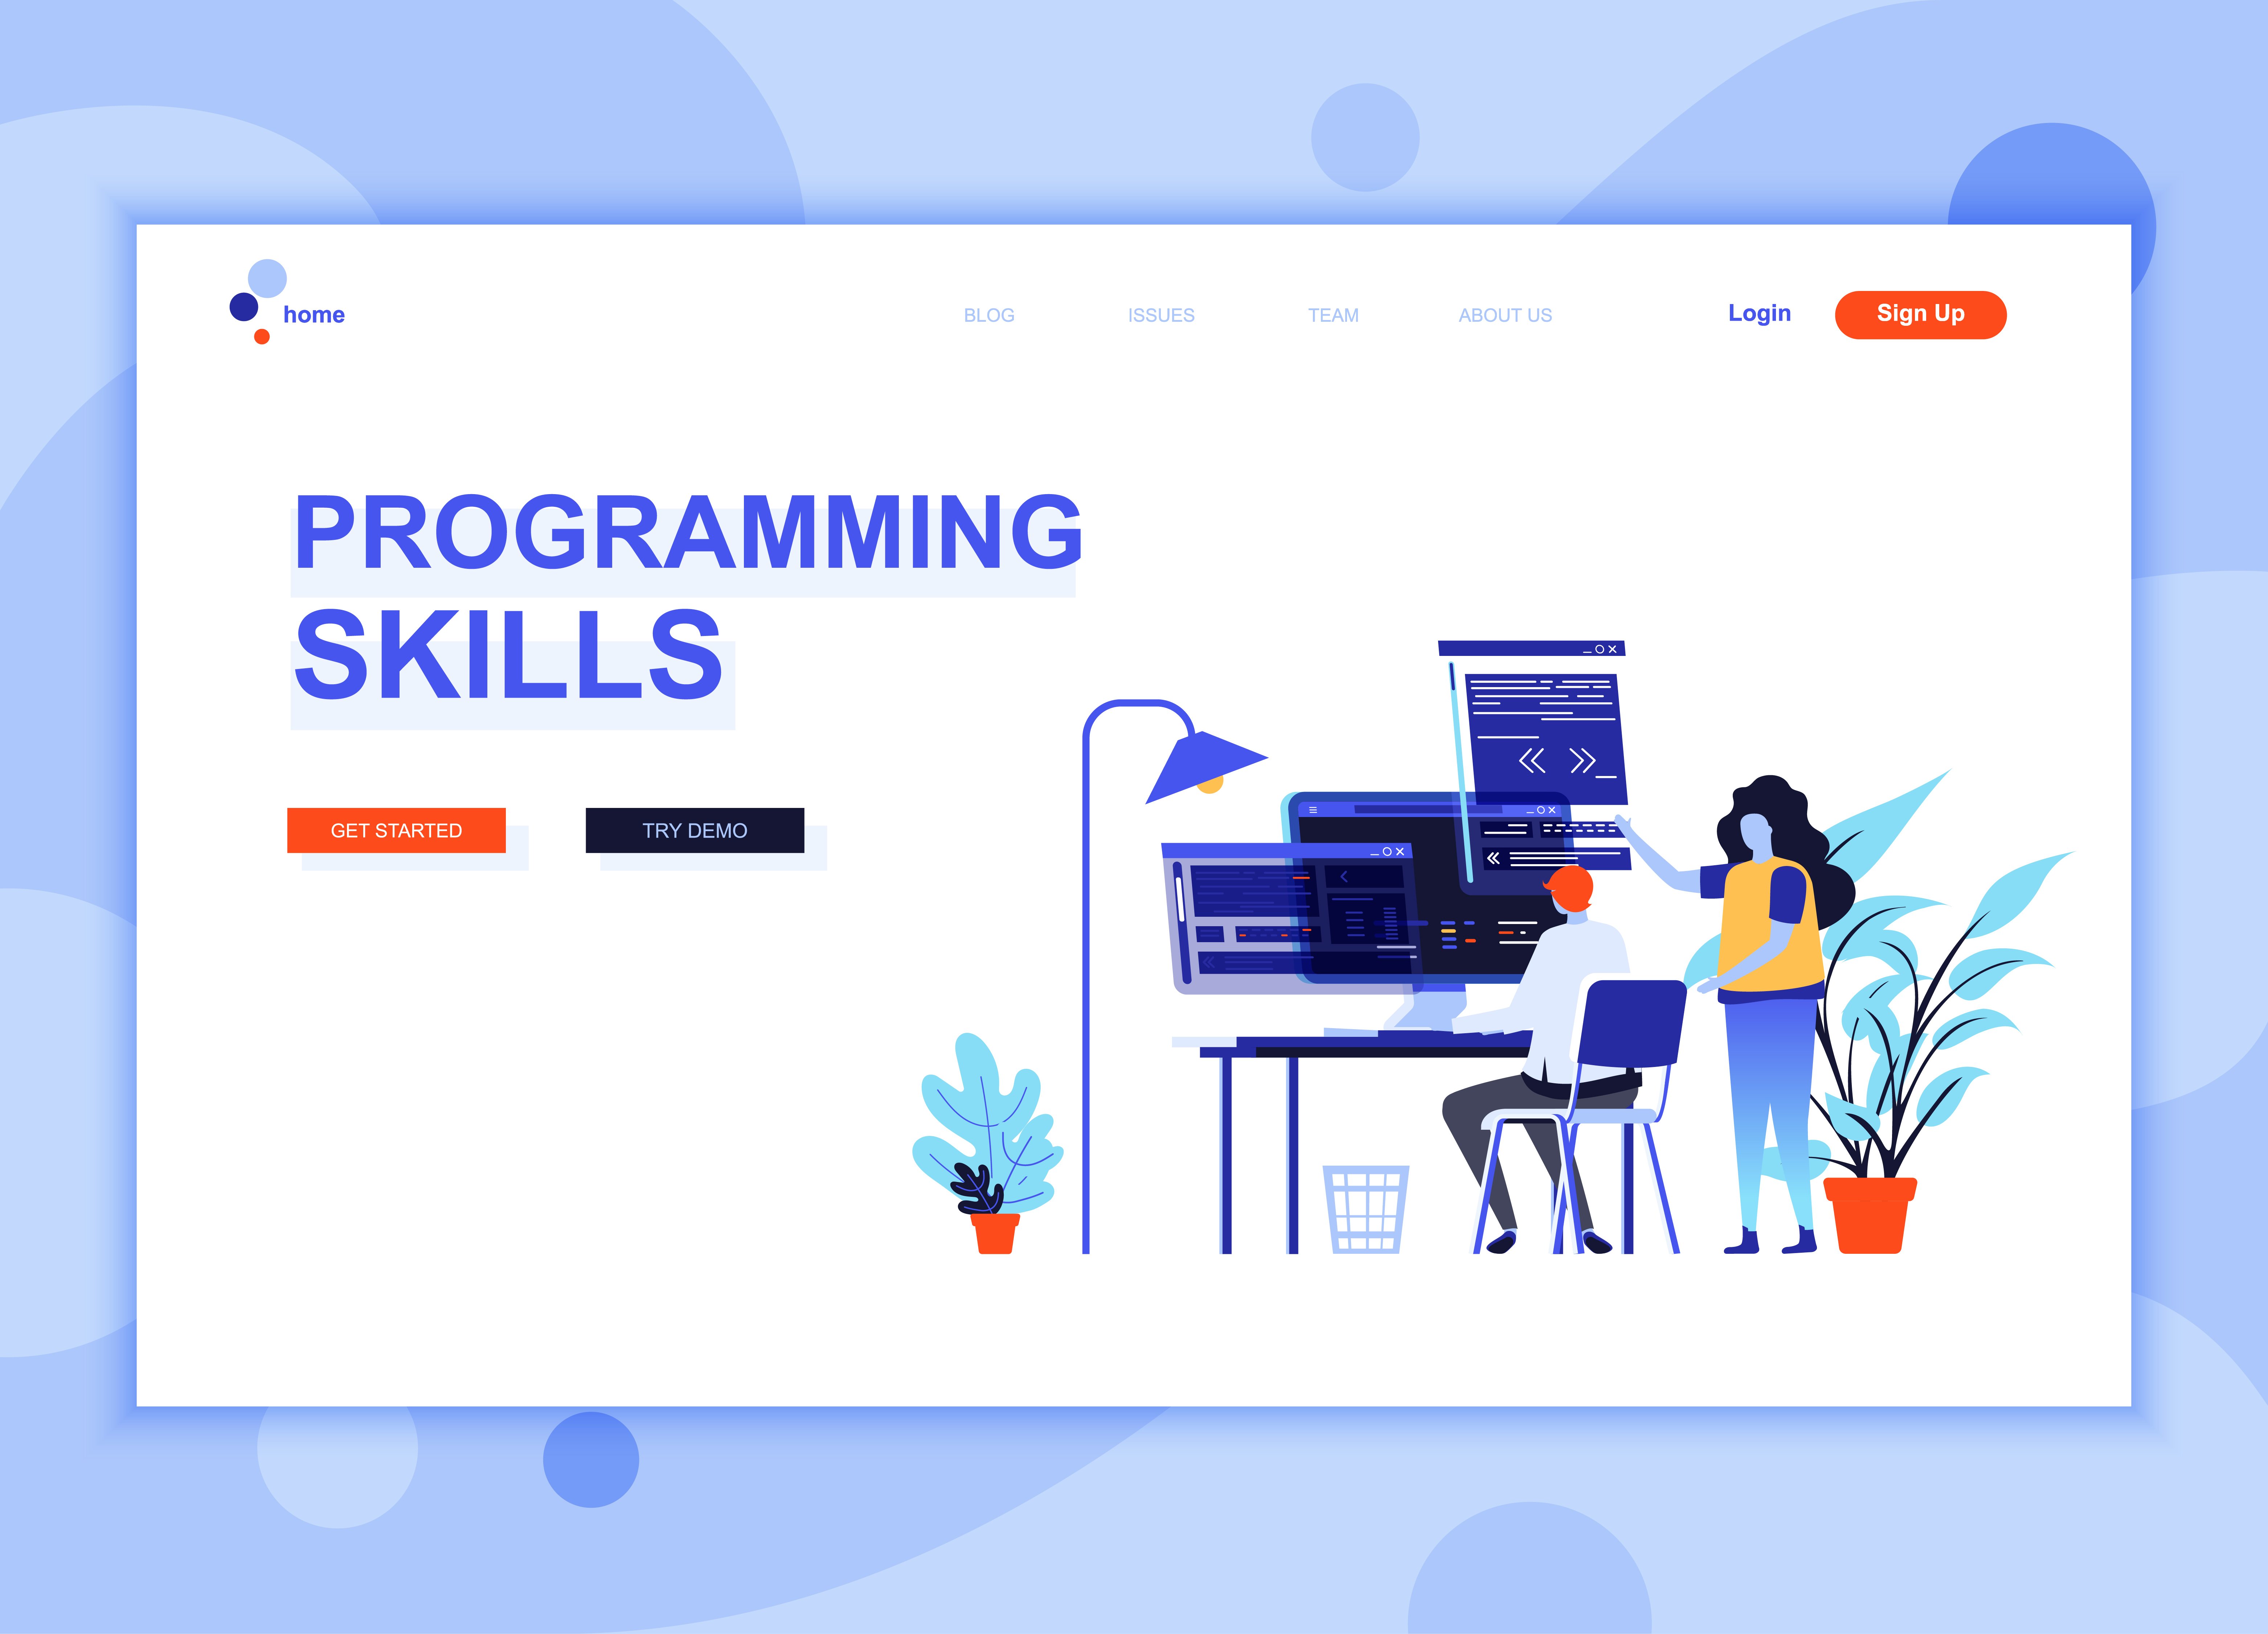 home
BLOG ISSUES TEAM ABOUT US
Login Sign Up
PROGRAMMING
SKILLS
GET STARTED TRY DEMO